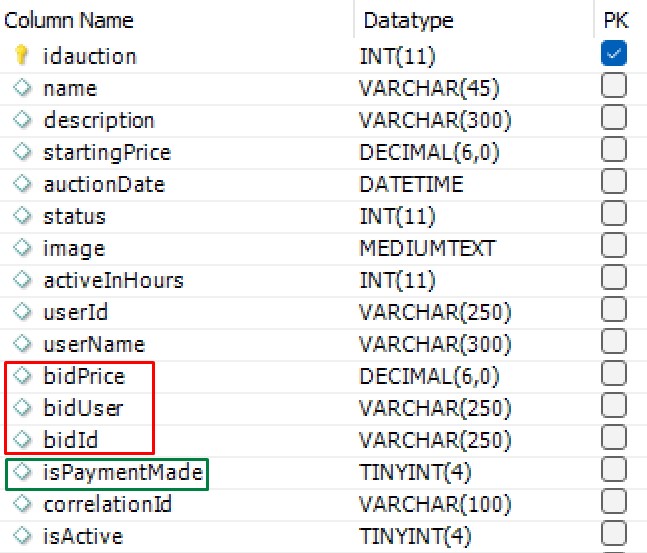 Column Name Datatype PK
idauction INT(11)
name VARCHAR(45)
description VARCHAR(300)
startingPrice DECIMAL(6,0)
auctionDate DATETIME
status INT(11)
image MEDIUMTEXT
activeInHours INT(11)
userId VARCHAR(250)
userName VARCHAR(300)
bidPrice DECIMAL(6,0)
bidUser VARCHAR(250)
bidId VARCHAR(250)
isPaymentMade TINYINT(4)
correlationId VARCHAR(100)
isActive TINYINT(4)